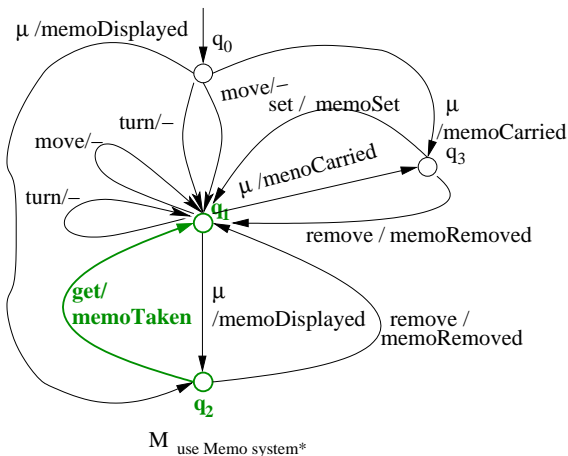 μ /memoDisplayed
q0
move/–
set / memoSet
μ
/memoCarried
turn/–
move/–
q3
μ /menoCarried
turn/–
q1
remove / memoRemoved
get/
memoTaken
μ
/memoDisplayed
remove /
memoRemoved
q2
M use Memo system*